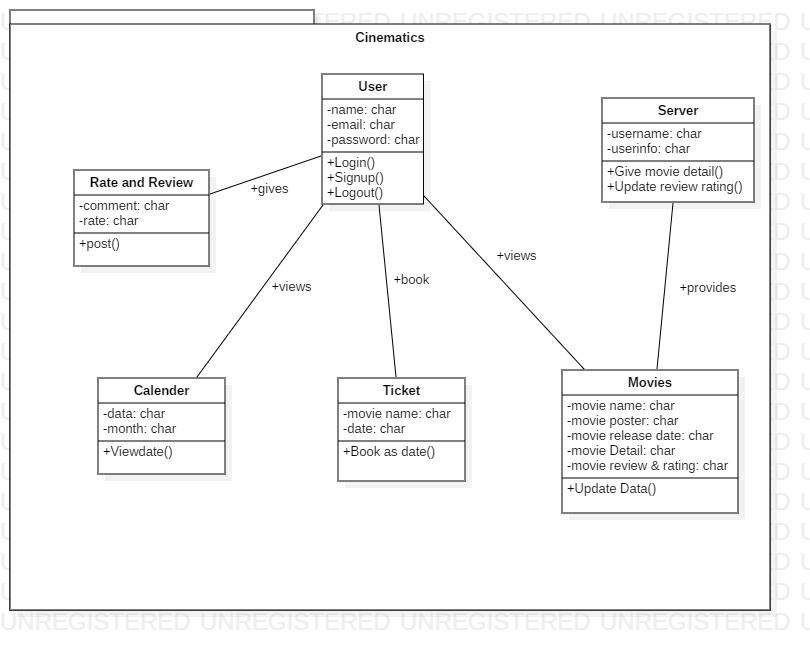 Cinematics
User
-name: char
-email: char
-password: char
+Login()
+Signup()
+Logout()
Server
-username: char
-userinfo: char
+Give movie detail()
+Update review rating()
Rate and Review
-comment: char
-rate: char
+post()
+gives
+views
+book
+views
+provides
Calender
-data: char
-month: char
+Viewdate()
Ticket
-movie name: char
-date: char
+Book as date()
Movies
-movie name: char
-movie poster: char
-movie release date: char
-movie Detail: char
-movie review & rating: char
+Update Data()
UNREGISTERED UNREGISTERED UNREGISTERED UNREGISTERED